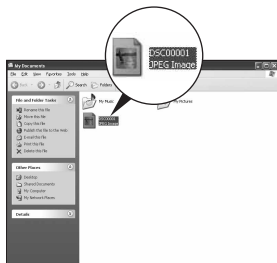 DSC00001
JPEG Image
My Documents
File Edit View Favorites Tools Help
Back
Search
Folders
My Music
My Pictures
File and Folder Tasks
Rename this file
Move this file
Copy this file
Publish this file to the Web
E-mail this file
Print this file
Delete this file
DSC00001
JPEG Image
Other Places
Desktop
Shared Documents
My Computer
My Network Places
Details